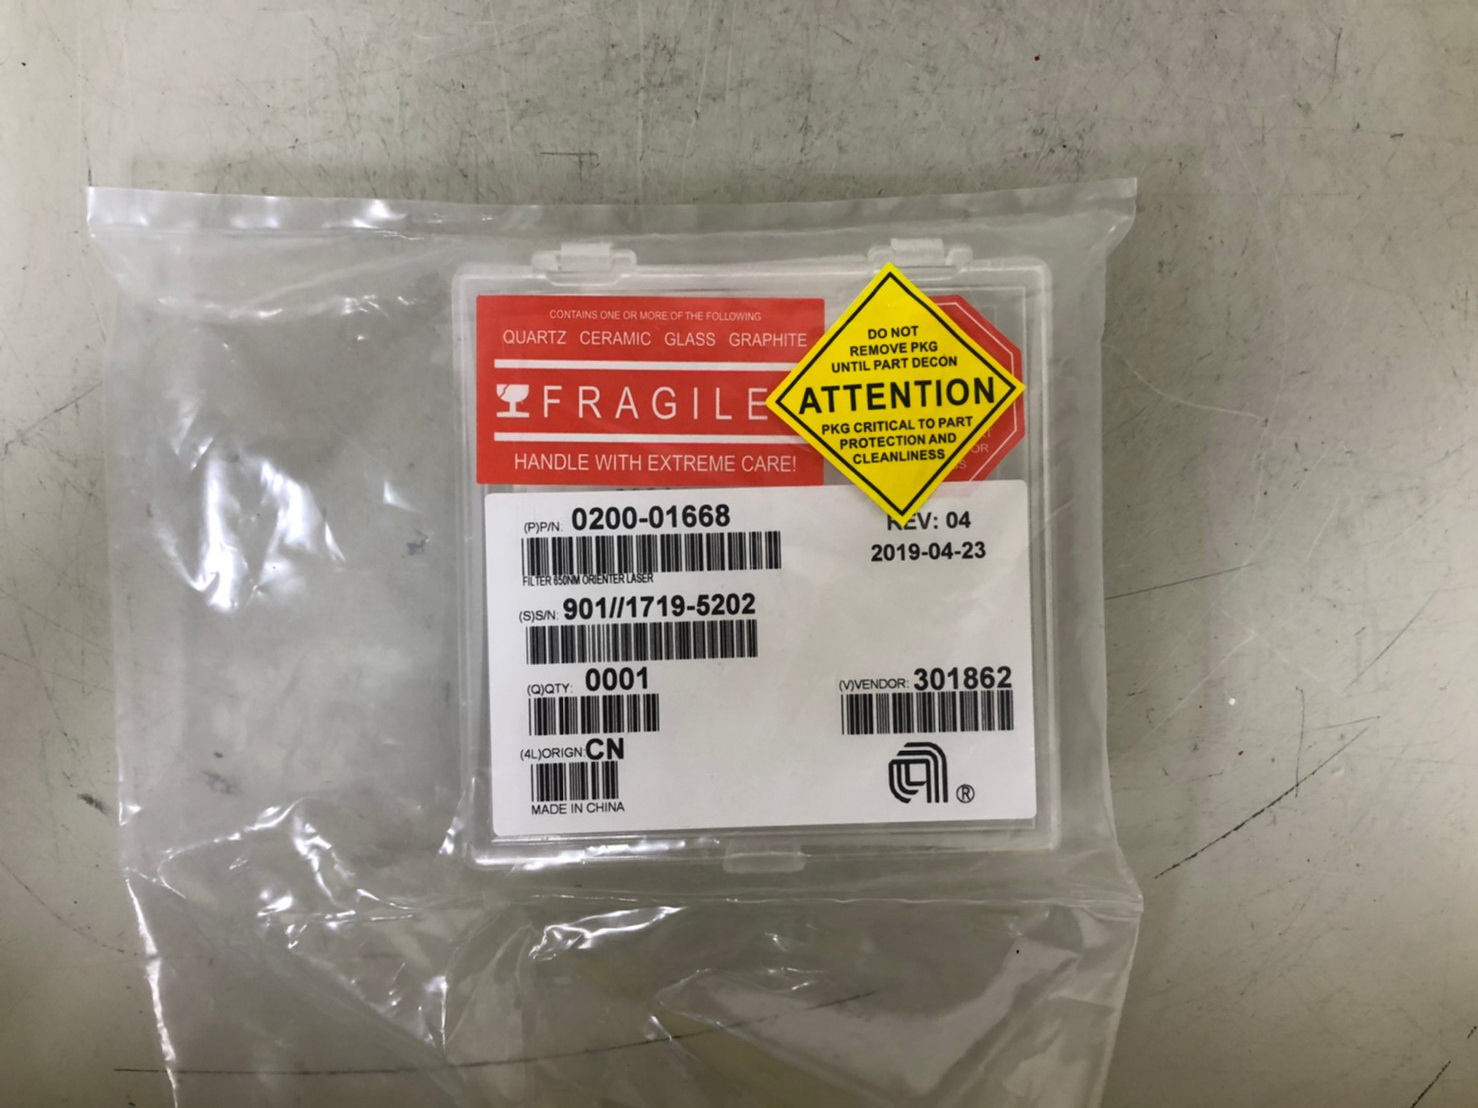 CONTAINS ONE OR MORE OF THE FOLLOWING
QUARTZ CERAMIC GLASS GRAPHITE
FRAGILE
HANDLE WITH EXTREME CARE!
DO NOT
REMOVE PKG
UNTIL PART DECON
ATTENTION
PKG CRITICAL TO PART
PROTECTION AND
CLEANLINESS
OR
(P)P/N: 0200-01668
REV: 04
2019-04-23
FILTER 650NM ORIENTER LASER
(S)S/N: 901//1719-5202
(Q)QTY: 0001
(V)VENDOR: 301862
(4L)ORIGN:CN
MADE IN CHINA
®